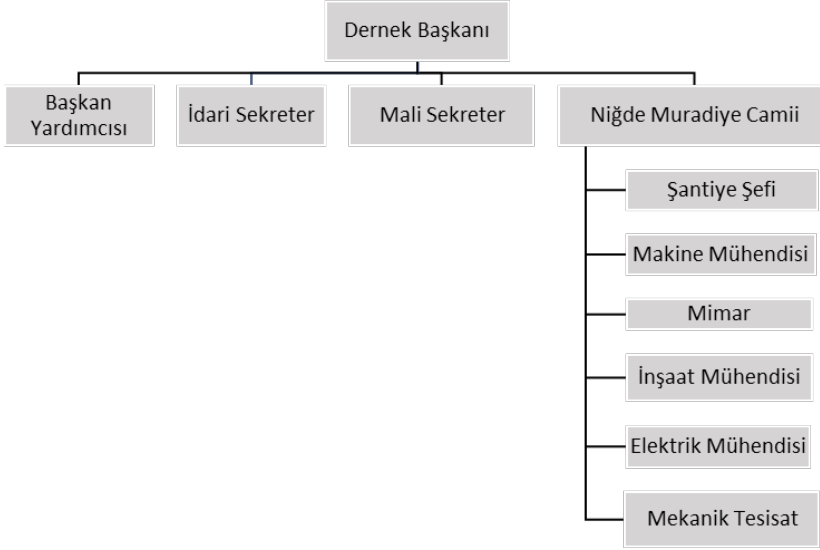 Dernek Başkanı
Başkan
Yardımcısı
İdari Sekreter
Mali Sekreter
Niğde Muradiye Camii
Şantiye Şefi
Makine Mühendisi
Mimar
İnşaat Mühendisi
Elektrik Mühendisi
Mekanik Tesisat